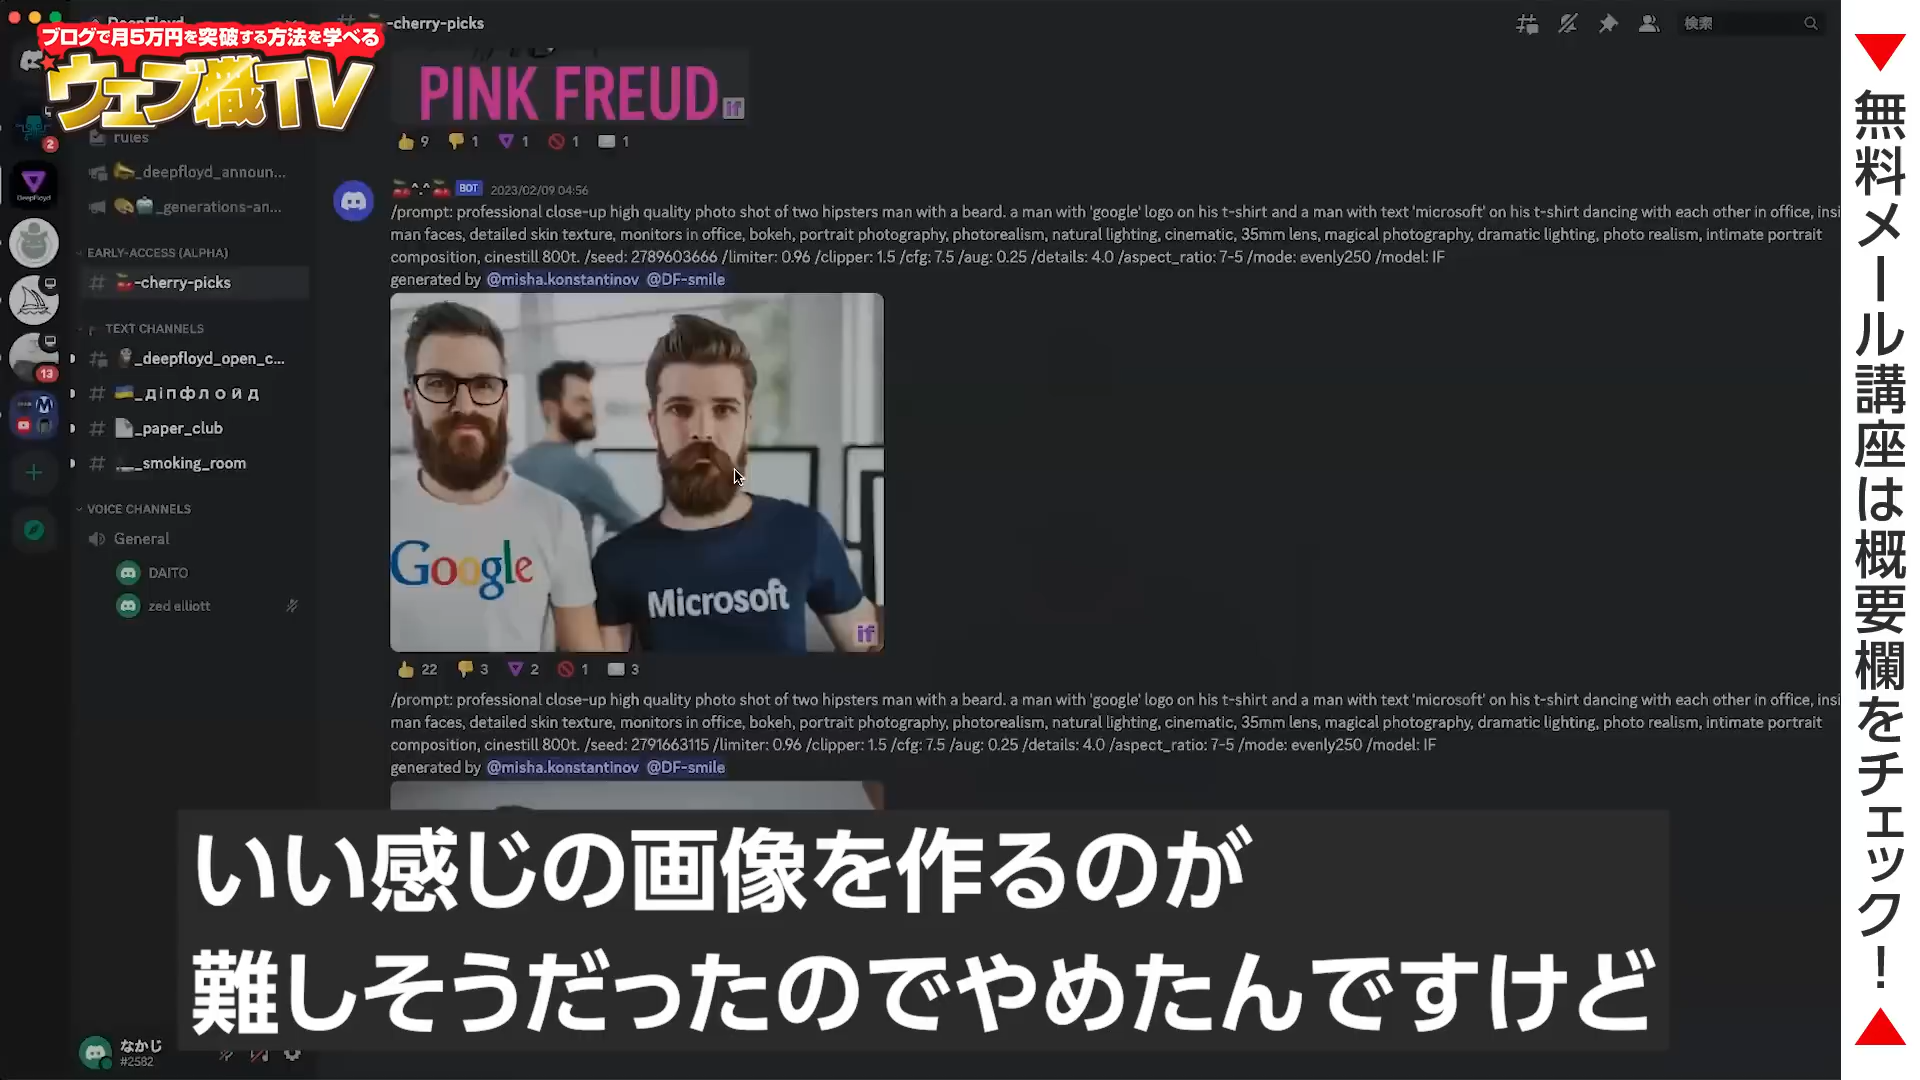 ブログで月5万円を突破する方法を学べる
ウェブ職TV
DeepFloyd
-cherry-picks
検索
PINK FREUD
if
9 1 1 1 1
2
rules
_deepfloyd_announ...
_generations-an...
EARLY-ACCESS (ALPHA)
-cherry-picks
TEXT CHANNELS
_deepfloyd_open_c...
13
_діпфлойд
_paper_club
_smoking_room
VOICE CHANNELS
General
DAITO
zed elliott
なかじ
#2582
^.^ BOT 2023/02/09 04:56
/prompt: professional close-up high quality photo shot of two hipsters man with a beard. a man with 'google' logo on his t-shirt and a man with text 'microsoft' on his t-shirt dancing with each other in office, insi
man faces, detailed skin texture, monitors in office, bokeh, portrait photography, photorealism, natural lighting, cinematic, 35mm lens, magical photography, dramatic lighting, photo realism, intimate portrait
composition, cinestill 800t. /seed: 2789603666 /limiter: 0.96 /clipper: 1.5 /cfg: 7.5 /aug: 0.25 /details: 4.0 /aspect_ratio: 7-5 /mode: evenly250 /model: IF
generated by @misha.konstantinov @DF-smile
Google
Microsoft
if
22 3 2 1 3
/prompt: professional close-up high quality photo shot of two hipsters man with a beard. a man with 'google' logo on his t-shirt and a man with text 'microsoft' on his t-shirt dancing with each other in office, insi
man faces, detailed skin texture, monitors in office, bokeh, portrait photography, photorealism, natural lighting, cinematic, 35mm lens, magical photography, dramatic lighting, photo realism, intimate portrait
composition, cinestill 800t. /seed: 2791663115 /limiter: 0.96 /clipper: 1.5 /cfg: 7.5 /aug: 0.25 /details: 4.0 /aspect_ratio: 7-5 /mode: evenly250 /model: IF
generated by @misha.konstantinov @DF-smile
いい感じの画像を作るのが
難しそうだったのでやめたんですけど
無料メール講座は概要欄をチェック！